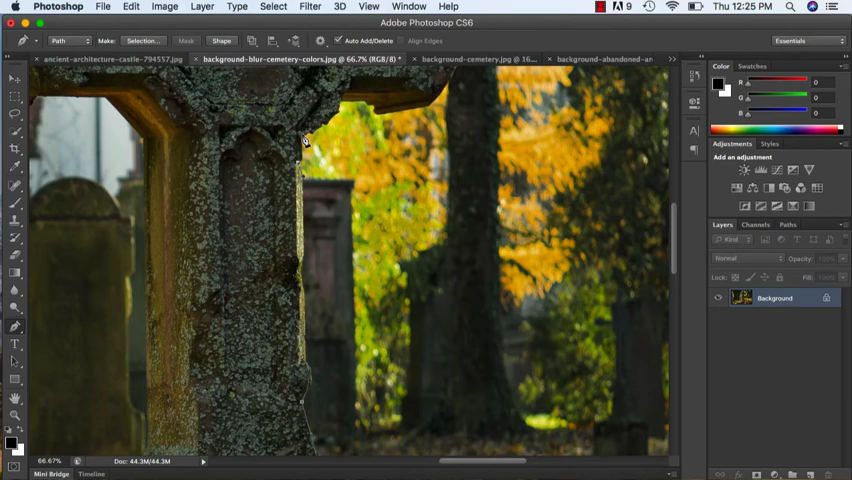 Photoshop File Edit Image Layer Type Select Filter 3D View Window Help 9 Thu 12:25 PM
Adobe Photoshop CS6
Path Make: Selection... Mask Shape Auto Add/Delete Align Edges Essentials
ancient-architecture-castle-794557.jpg background-blur-cemetery-colors.jpg @ 66.7% (RGB/8) * background-cemetery.jpg @ 16... background-abandoned-an
Color Swatches
R 0
G 0
B 0
Adjustments Styles
Add an adjustment
Layers Channels Paths
Kind
Normal Opacity: 100%
Lock: Fill: 100%
Background
66.67% Doc: 44.3M/44.3M
Mini Bridge Timeline